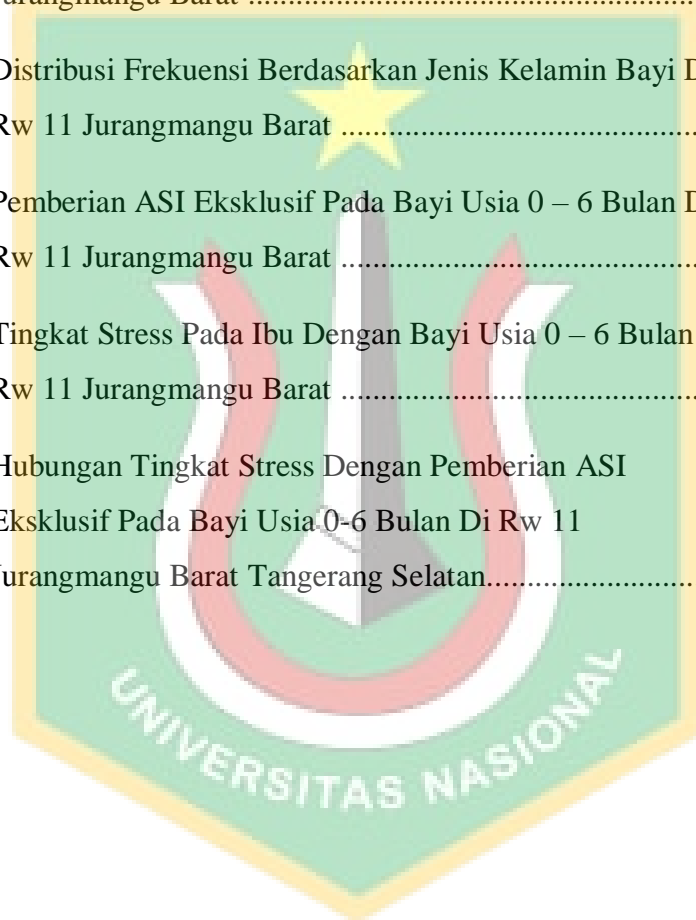 Jurangmangu Barat ........................................................
Distribusi Frekuensi Berdasarkan Jenis Kelamin Bayi D
Rw 11 Jurangmangu Barat ............................................
Pemberian ASI Eksklusif Pada Bayi Usia 0 – 6 Bulan D
Rw 11 Jurangmangu Barat ............................................
Tingkat Stress Pada Ibu Dengan Bayi Usia 0 – 6 Bulan
Rw 11 Jurangmangu Barat ............................................
Hubungan Tingkat Stress Dengan Pemberian ASI
Eksklusif Pada Bayi Usia 0-6 Bulan Di Rw 11
Jurangmangu Barat Tangerang Selatan..........................
UNIVERSITAS NASIONAL